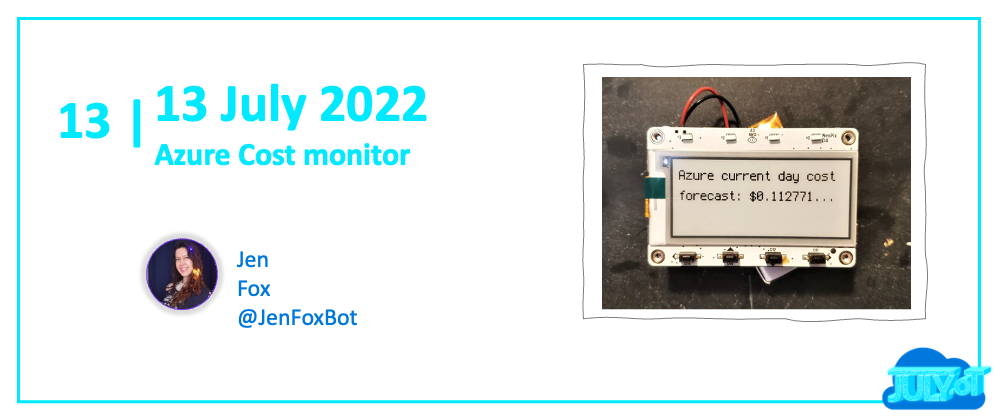 13 |
13 July 2022
Azure Cost monitor
Jen
Fox
@JenFoxBot
Azure current day cost
forecast: $0.112771...
JULYoT